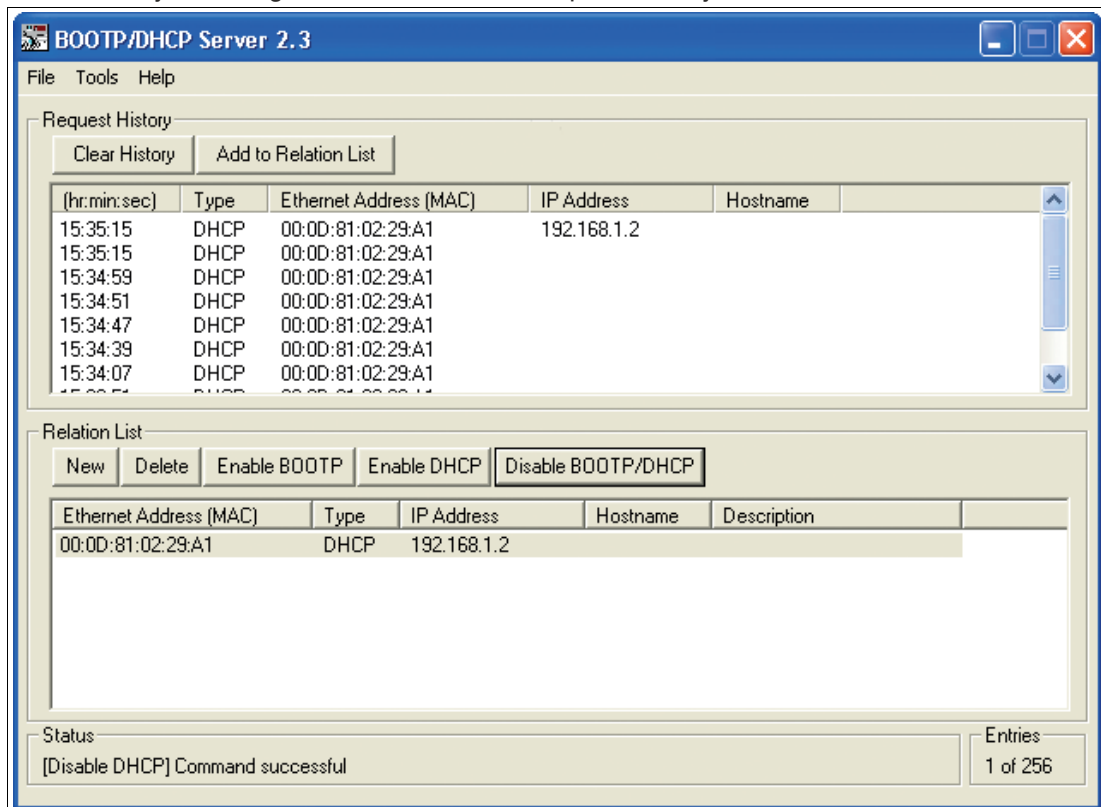 BOOTP/DHCP Server 2.3
File Tools Help
Request History
Clear History Add to Relation List
(hr:min:sec) Type Ethernet Address (MAC) IP Address Hostname
15:35:15 DHCP 00:0D:81:02:29:A1 192.168.1.2
15:35:15 DHCP 00:0D:81:02:29:A1
15:34:59 DHCP 00:0D:81:02:29:A1
15:34:51 DHCP 00:0D:81:02:29:A1
15:34:47 DHCP 00:0D:81:02:29:A1
15:34:39 DHCP 00:0D:81:02:29:A1
15:34:07 DHCP 00:0D:81:02:29:A1
Relation List
New Delete Enable BOOTP Enable DHCP Disable BOOTP/DHCP
Ethernet Address (MAC) Type IP Address Hostname Description
00:0D:81:02:29:A1 DHCP 192.168.1.2
Status
[Disable DHCP] Command successful
Entries
1 of 256